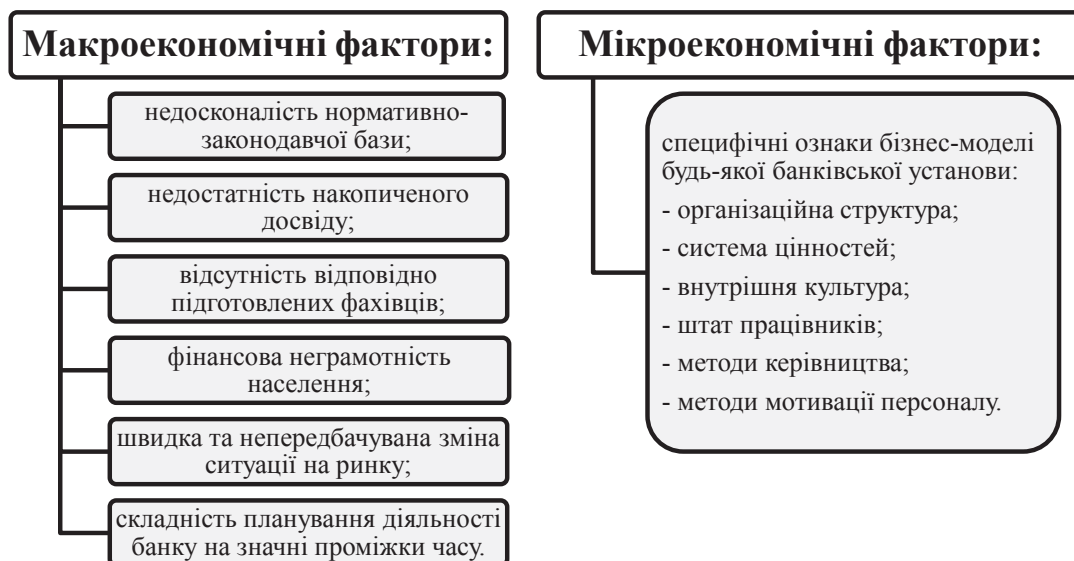 Макроекономічні фактори:
недосконалість нормативно-
законодавчої бази;
недостатність накопиченого
досвіду;
відсутність відповідно
підготовлених фахівців;
фінансова неграмотність
населення;
швидка та непередбачувана зміна
ситуації на ринку;
складність планування діяльності
банку на значні проміжки часу.
Мікроекономічні фактори:
специфічні ознаки бізнес-моделі
будь-якої банківської установи:
- організаційна структура;
- система цінностей;
- внутрішня культура;
- штат працівників;
- методи керівництва;
- методи мотивації персоналу.